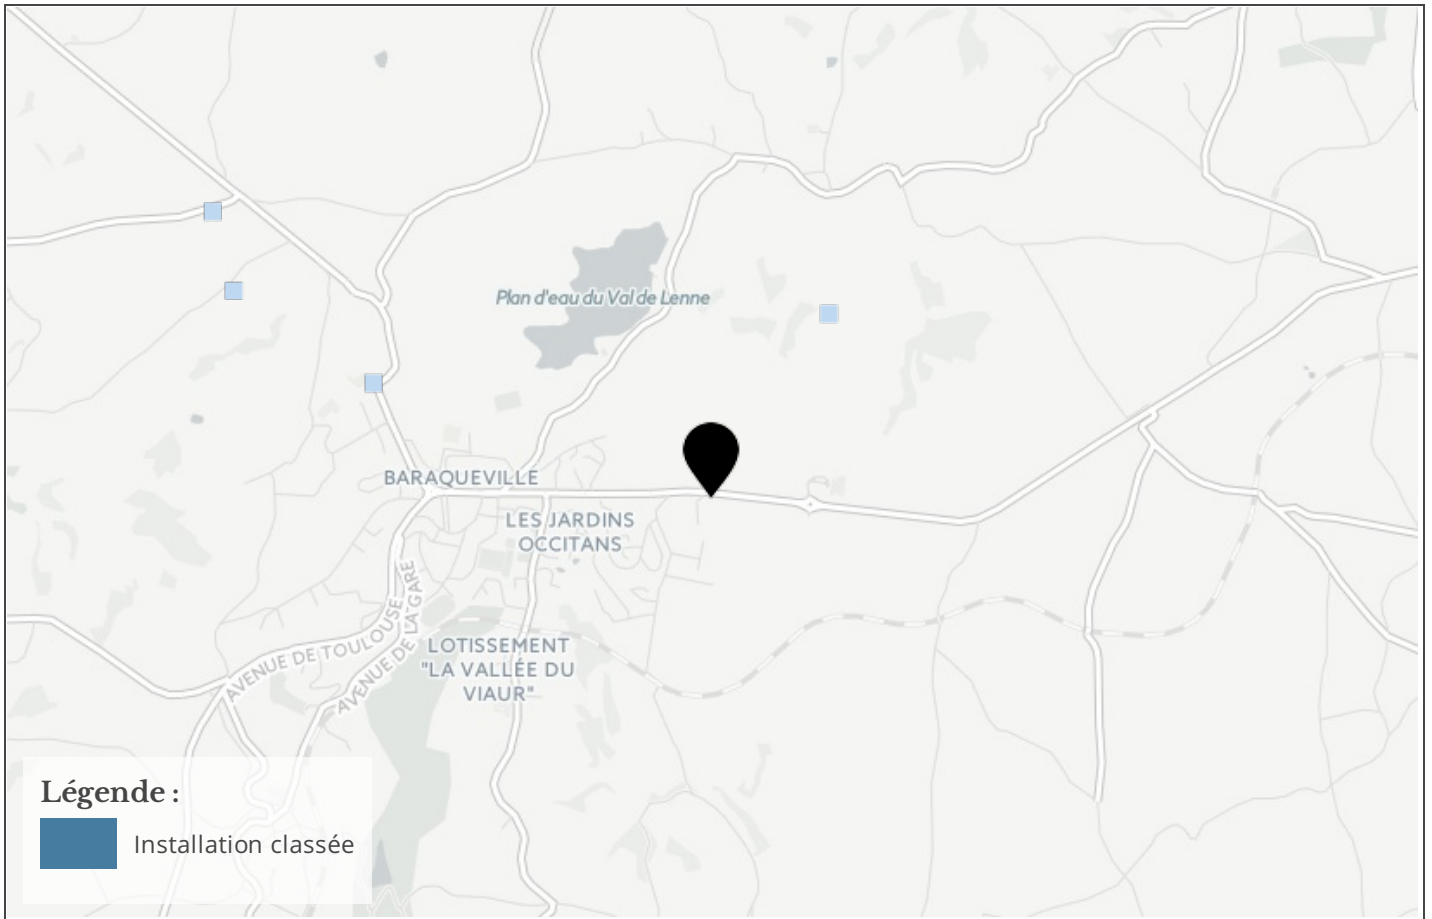 Plan d'eau du Val de Lenne
BARAQUEVILLE
LES JARDINS
OCCITANS
AVENUE DE TOULOUSE
AVENUE DE LA GARE
LOTISSEMENT
"LA VALLÉE DU
VIAUR"
Légende :
Installation classée